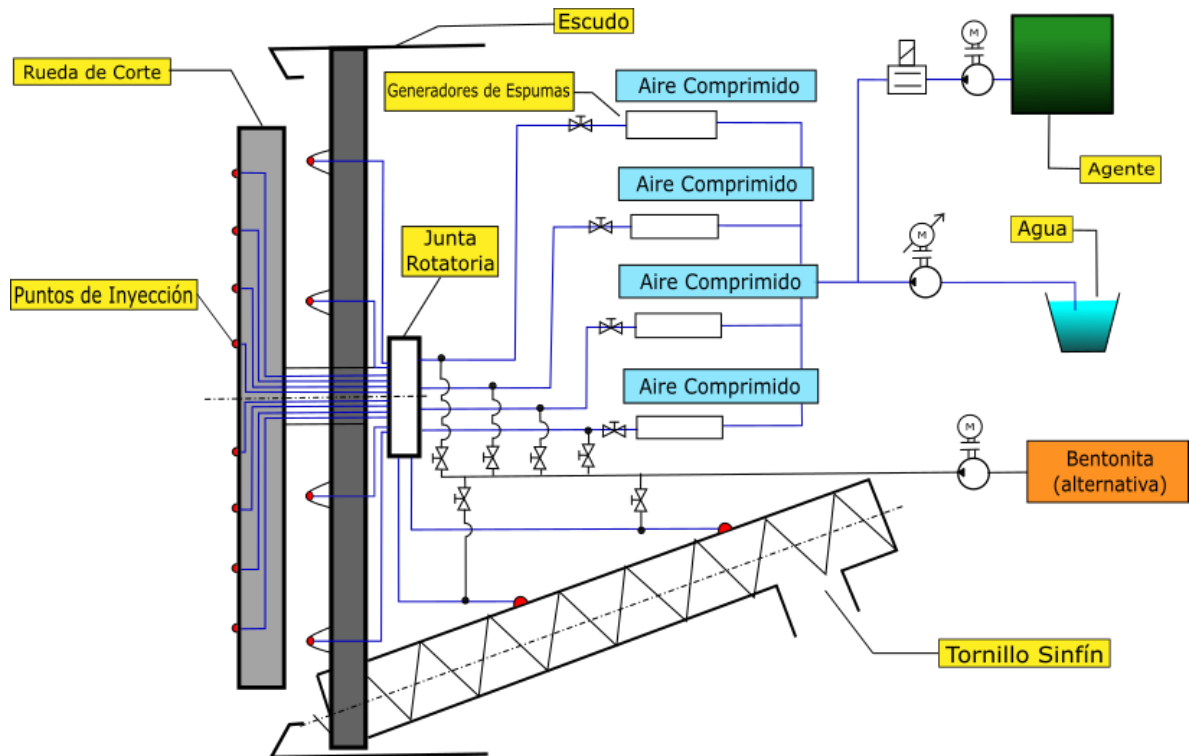 Escudo
Rueda de Corte
Generadores de Espumas
Aire Comprimido
M
Agente
Aire Comprimido
Junta
Rotatoria
M
Agua
Puntos de Inyección
Aire Comprimido
Aire Comprimido
M
Bentonita
(alternativa)
Tornillo Sinfín